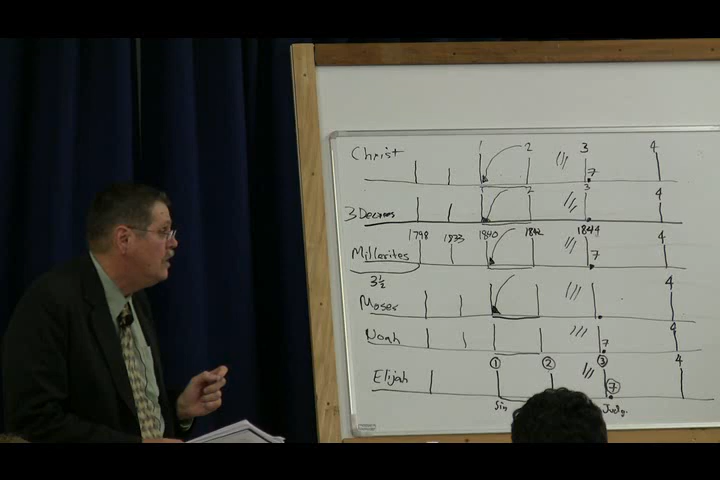 Christ 1 2 /// 3 7 4
3 Decrees 1 2 /// 3 4
1798 1833 1840 1842 1844 4
Millerites /// 7
3½ 4
Moses ///
Noah /// 7 4
1 2 3 4
Elijah /// 7
Sin Judg.